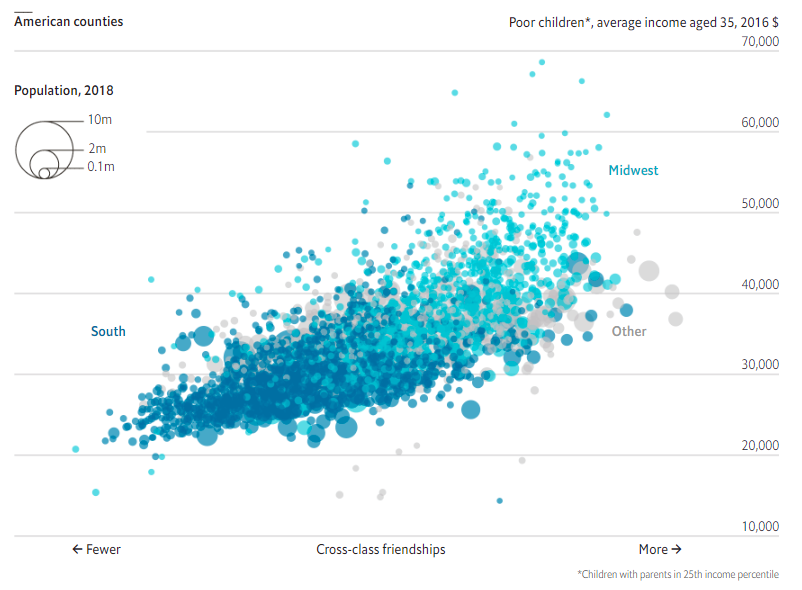 American counties
Poor children*, average income aged 35, 2016 $
70,000
Population, 2018
10m
2m
0.1m
60,000
Midwest
50,000
40,000
South
Other
30,000
20,000
10,000
← Fewer
Cross-class friendships
More →
*Children with parents in 25th income percentile